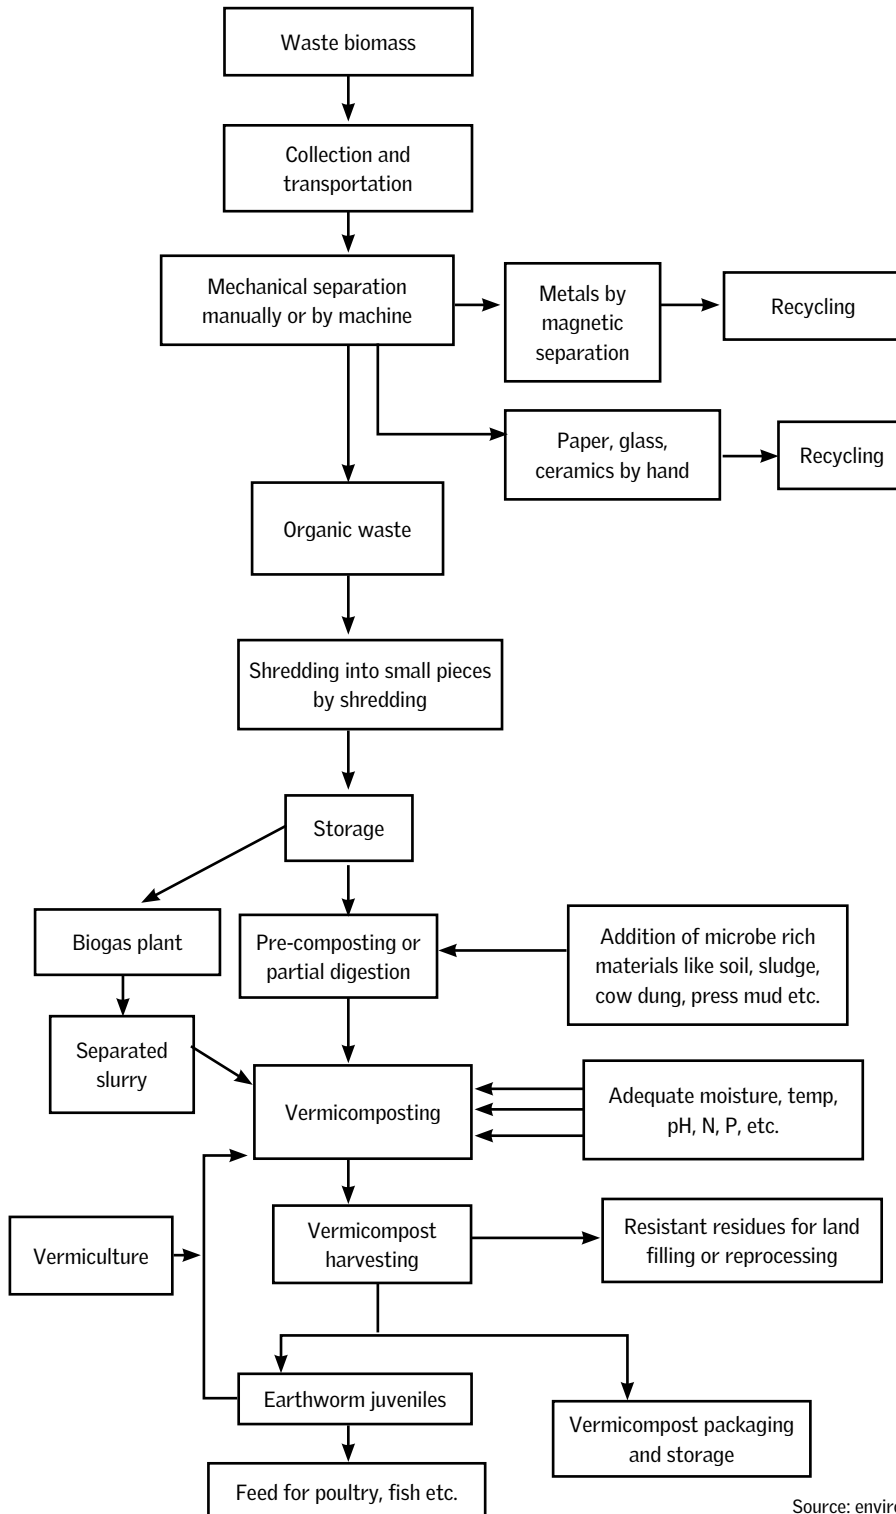 Waste biomass
Collection and
transportation
Mechanical separation
manually or by machine
Metals by
magnetic
separation
Recycling
Paper, glass,
ceramics by hand
Recycling
Organic waste
Shredding into small pieces
by shredding
Storage
Biogas plant
Pre-composting or
partial digestion
Addition of microbe rich
materials like soil, sludge,
cow dung, press mud etc.
Separated
slurry
Vermicomposting
Adequate moisture, temp,
pH, N, P, etc.
Vermiculture
Vermicompost
harvesting
Resistant residues for land
filling or reprocessing
Earthworm juveniles
Vermicompost packaging
and storage
Feed for poultry, fish etc.
Source: enviro